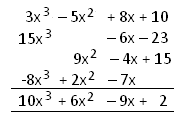 3x³ – 5x² + 8x + 10
15x³ –6x – 23
9x² – 4x + 15
-8x³ + 2x² – 7x
10x³ + 6x² – 9x + 2